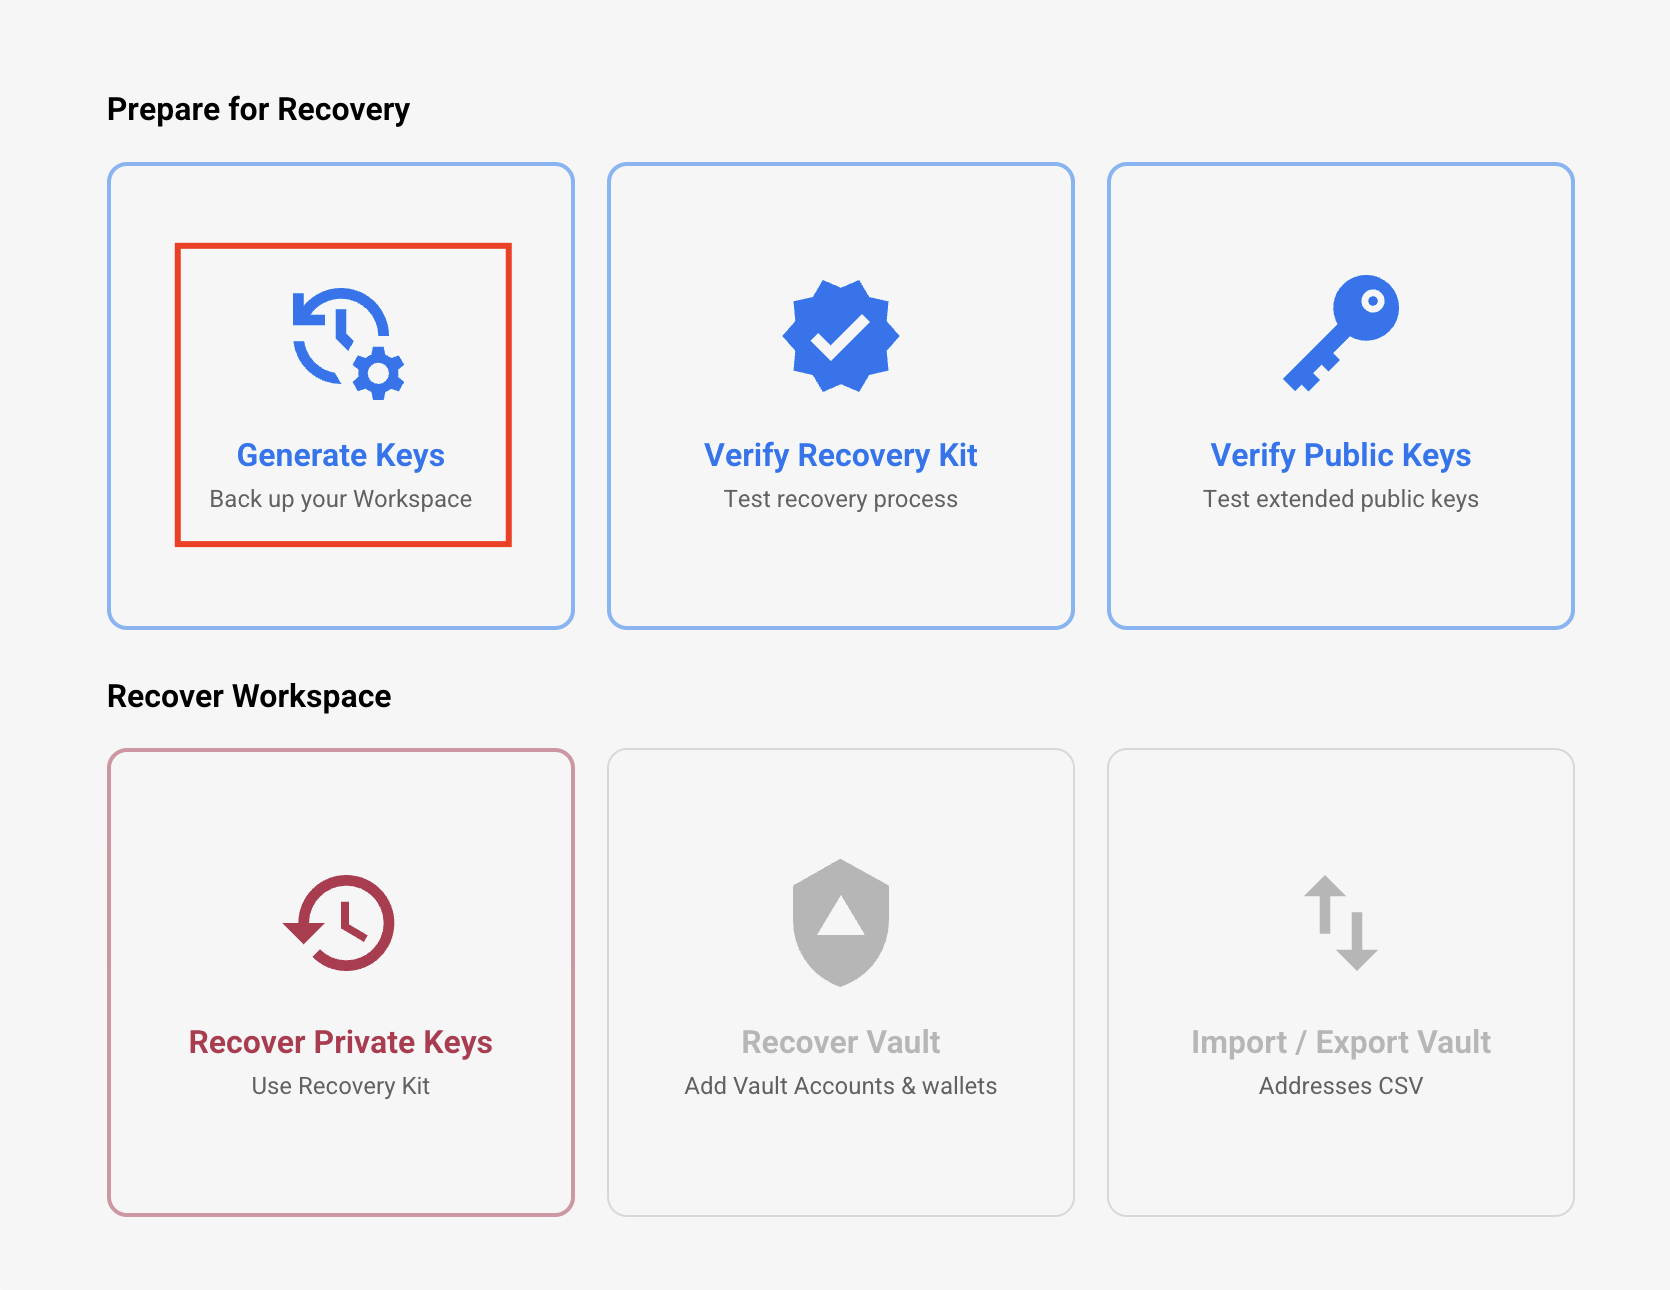 Prepare for Recovery
Generate Keys
Back up your Workspace
Verify Recovery Kit
Test recovery process
Verify Public Keys
Test extended public keys
Recover Workspace
Recover Private Keys
Use Recovery Kit
Recover Vault
Add Vault Accounts & wallets
Import / Export Vault
Addresses CSV